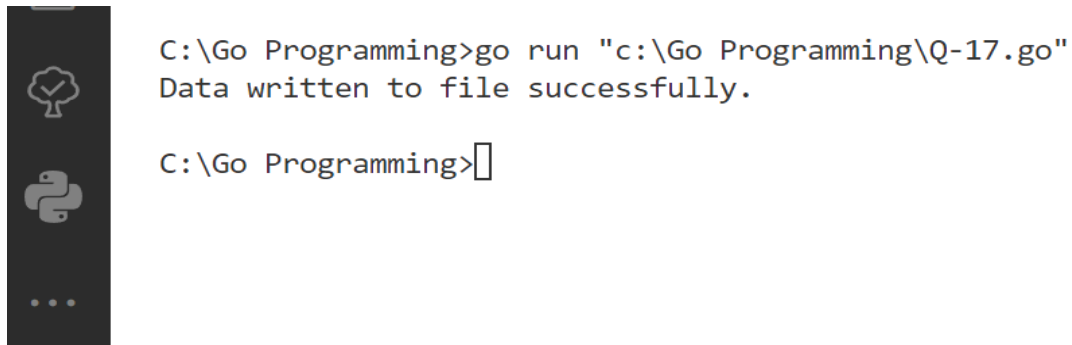 C:\Go Programming>go run "c:\Go Programming\Q-17.go"
Data written to file successfully.
C:\Go Programming>